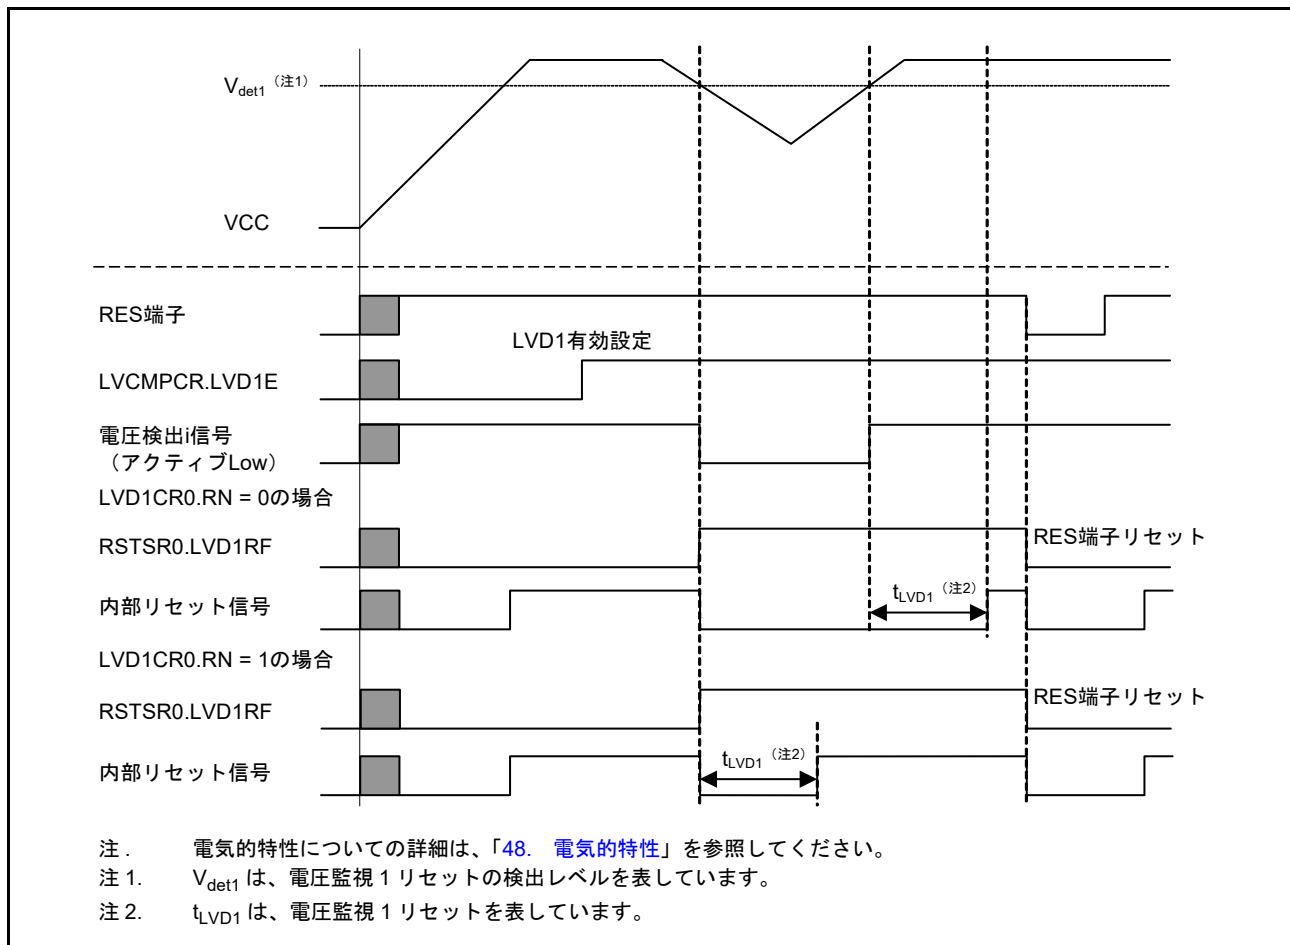 Vdet1（注1）
VCC
RES端子
LVD1有効設定
LVCMPCR.LVD1E
電圧検出i信号
（アクティブLow）
LVD1CR0.RN = 0の場合
RSTSR0.LVD1RF
RES端子リセット
内部リセット信号
tLVD1（注2）
LVD1CR0.RN = 1の場合
RSTSR0.LVD1RF
RES端子リセット
内部リセット信号
tLVD1（注2）
注 . 電気的特性についての詳細は、「48. 電気的特性」を参照してください。
注 1. Vdet1 は、電圧監視 1 リセットの検出レベルを表しています。
注 2. tLVD1 は、電圧監視 1 リセットを表しています。